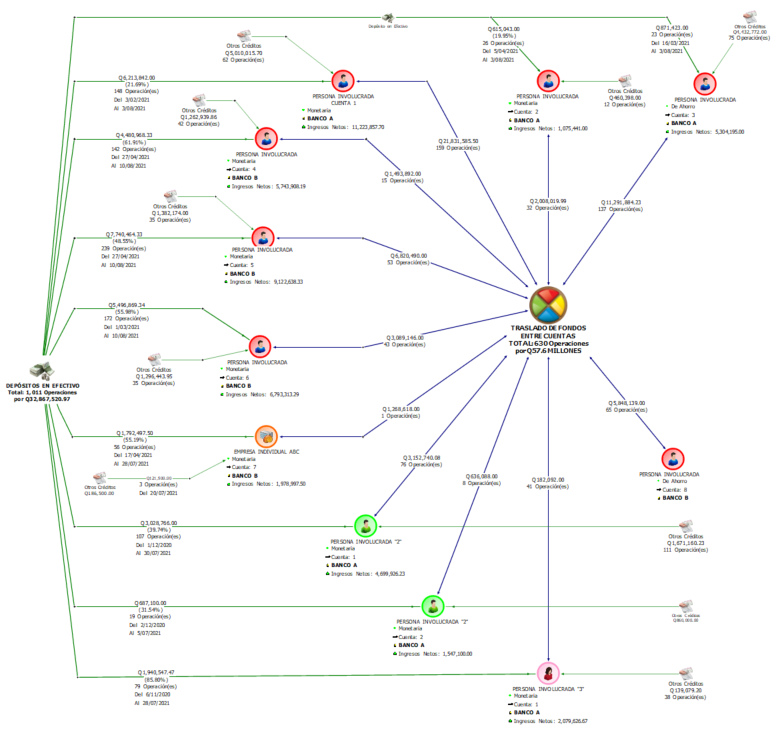 Depósito en Efectivo
Otros Créditos
Q5,010,015.70
62 Operación(es)
Q615,043.00
(19.95%)
26 Operación(es)
Del 5/04/2021
Al 3/08/2021
Q871,423.00
23 Operación(es)
Del 16/03/2021
Al 3/08/2021
Otros Créditos
Q4,432,772.00
75 Operación(es)
Q6,213,842.00
(21.69%)
148 Operación(es)
Del 3/02/2021
Al 3/08/2021
PERSONA INVOLUCRADA
CUENTA 1
Monetaria
BANCO A
Ingresos Netos: 11,223,857.70
PERSONA INVOLUCRADA
Monetaria
Cuenta: 2
BANCO A
Ingresos Netos: 1,075,441.00
Otros Créditos
Q460,398.00
12 Operación(es)
PERSONA INVOLUCRADA
De Ahorro
Cuenta: 3
BANCO A
Ingresos Netos: 5,304,195.00
Otros Créditos
Q1,262,939.86
42 Operación(es)
Q4,480,968.33
(61.91%)
142 Operación(es)
Del 27/04/2021
Al 10/08/2021
PERSONA INVOLUCRADA
Monetaria
Cuenta: 4
BANCO B
Ingresos Netos: 5,743,908.19
Q21,831,585.50
159 Operación(es)
Q1,493,892.00
15 Operación(es)
Q2,008,019.99
32 Operación(es)
Q11,291,884.23
137 Operación(es)
Otros Créditos
Q1,382,174.00
35 Operación(es)
Q7,740,464.33
(48.55%)
239 Operación(es)
Del 27/04/2021
Al 10/08/2021
PERSONA INVOLUCRADA
Monetaria
Cuenta: 5
BANCO B
Ingresos Netos: 9,122,638.33
Q6,820,490.00
53 Operación(es)
Q5,496,869.34
(55.98%)
172 Operación(es)
Del 1/03/2021
Al 10/08/2021
Otros Créditos
Q1,296,443.95
35 Operación(es)
PERSONA INVOLUCRADA
Monetaria
Cuenta: 6
BANCO B
Ingresos Netos: 6,793,313.29
Q3,089,146.00
43 Operación(es)
TRASLADO DE FONDOS
ENTRE CUENTAS
TOTAL: 630 Operaciones
por Q57.6 MILLONES
DEPÓSITOS EN EFECTIVO
Total: 1,011 Operaciones
por Q32,867,520.97
Q1,792,497.50
(55.19%)
56 Operación(es)
Del 17/04/2021
Al 28/07/2021
EMPRESA INDIVIDUAL ABC
Monetaria
Cuenta: 7
BANCO B
Ingresos Netos: 1,978,997.50
Otros Créditos
Q186,500.00
3 Operación(es)
Del 20/07/2021
Q1,268,618.00
1 Operación(es)
Q3,152,740.08
76 Operación(es)
Q636,088.00
8 Operación(es)
Q182,092.00
41 Operación(es)
Q5,848,139.00
65 Operación(es)
PERSONA INVOLUCRADA
De Ahorro
Cuenta: 8
BANCO B
Q3,028,766.00
(39.74%)
107 Operación(es)
Del 1/12/2020
Al 30/07/2021
PERSONA INVOLUCRADA "2"
Monetaria
Cuenta: 1
BANCO A
Ingresos Netos: 4,699,926.23
Otros Créditos
Q1,671,160.23
111 Operación(es)
Q687,100.00
(31.54%)
19 Operación(es)
Del 2/12/2020
Al 5/07/2021
PERSONA INVOLUCRADA "2"
Monetaria
Cuenta: 2
BANCO A
Ingresos Netos: 1,547,100.00
Otros Créditos
Q860,000.00
Q1,940,547.47
(85.80%)
79 Operación(es)
Del 6/11/2020
Al 28/07/2021
PERSONA INVOLUCRADA "3"
Monetaria
Cuenta: 1
BANCO A
Ingresos Netos: 2,079,626.67
Otros Créditos
Q139,079.20
38 Operación(es)